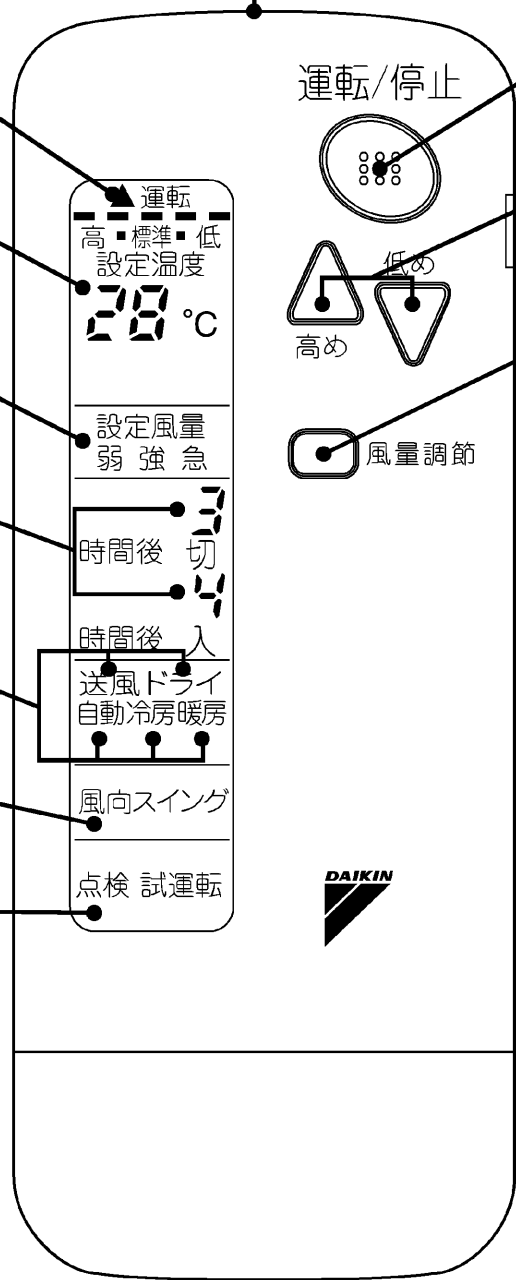 運転/停止
運転
高 ▪標準▪ 低
設定温度
28 °C
低め
高め
設定風量
弱 強 急
風量調節
3
時間後 切
4
時間後 入
送風 ドライ
自動 冷房 暖房
風向スイング
点検 試運転
DAIKIN